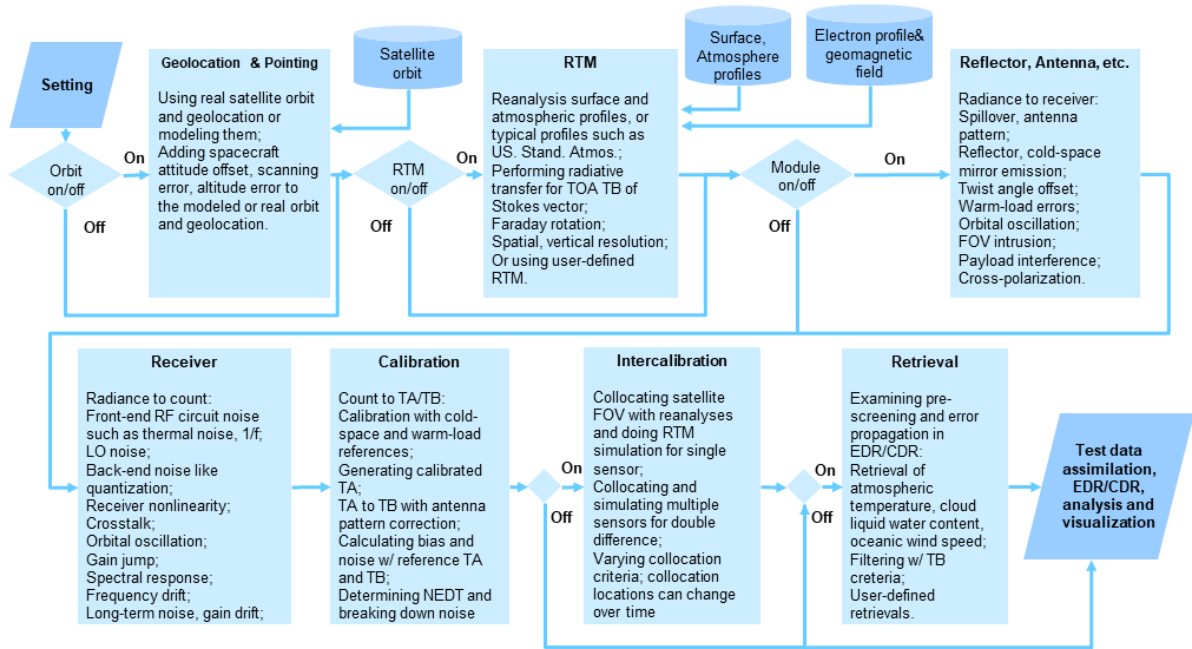 Setting
Orbit
on/off
On
Off
Geolocation & Pointing
Using real satellite orbit
and geolocation or
modeling them;
Adding spacecraft
attitude offset, scanning
error, altitude error to
the modeled or real orbit
and geolocation.
Satellite
orbit
RTM
on/off
On
Off
RTM
Reanalysis surface and
atmospheric profiles, or
typical profiles such as
US. Stand. Atmos.;
Performing radiative
transfer for TOA TB of
Stokes vector;
Faraday rotation;
Spatial, vertical resolution;
Or using user-defined
RTM.
Surface,
Atmosphere
profiles
Electron profile&
geomagnetic
field
Module
on/off
On
Off
Reflector, Antenna, etc.
Radiance to receiver:
Spillover, antenna
pattern;
Reflector, cold-space
mirror emission;
Twist angle offset;
Warm-load errors;
Orbital oscillation;
FOV intrusion;
Payload interference;
Cross-polarization.
Receiver
Radiance to count:
Front-end RF circuit noise
such as thermal noise, 1/f;
LO noise;
Back-end noise like
quantization;
Receiver nonlinearity;
Crosstalk;
Orbital oscillation;
Gain jump;
Spectral response;
Frequency drift;
Long-term noise, gain drift;
Calibration
Count to TA/TB:
Calibration with cold-
space and warm-load
references;
Generating calibrated
TA;
TA to TB with antenna
pattern correction;
Calculating bias and
noise w/ reference TA
and TB;
Determining NEDT and
breaking down noise
On
Off
Intercalibration
Collocating satellite
FOV with reanalyses
and doing RTM
simulation for single
sensor;
Collocating and
simulating multiple
sensors for double
difference;
Varying collocation
criteria; collocation
locations can change
over time
On
Off
Retrieval
Examining pre-
screening and error
propagation in
EDR/CDR:
Retrieval of
atmospheric
temperature, cloud
liquid water content,
oceanic wind speed;
Filtering w/ TB
creteria;
User-defined
retrievals.
Test data
assimilation,
EDR/CDR,
analysis and
visualization